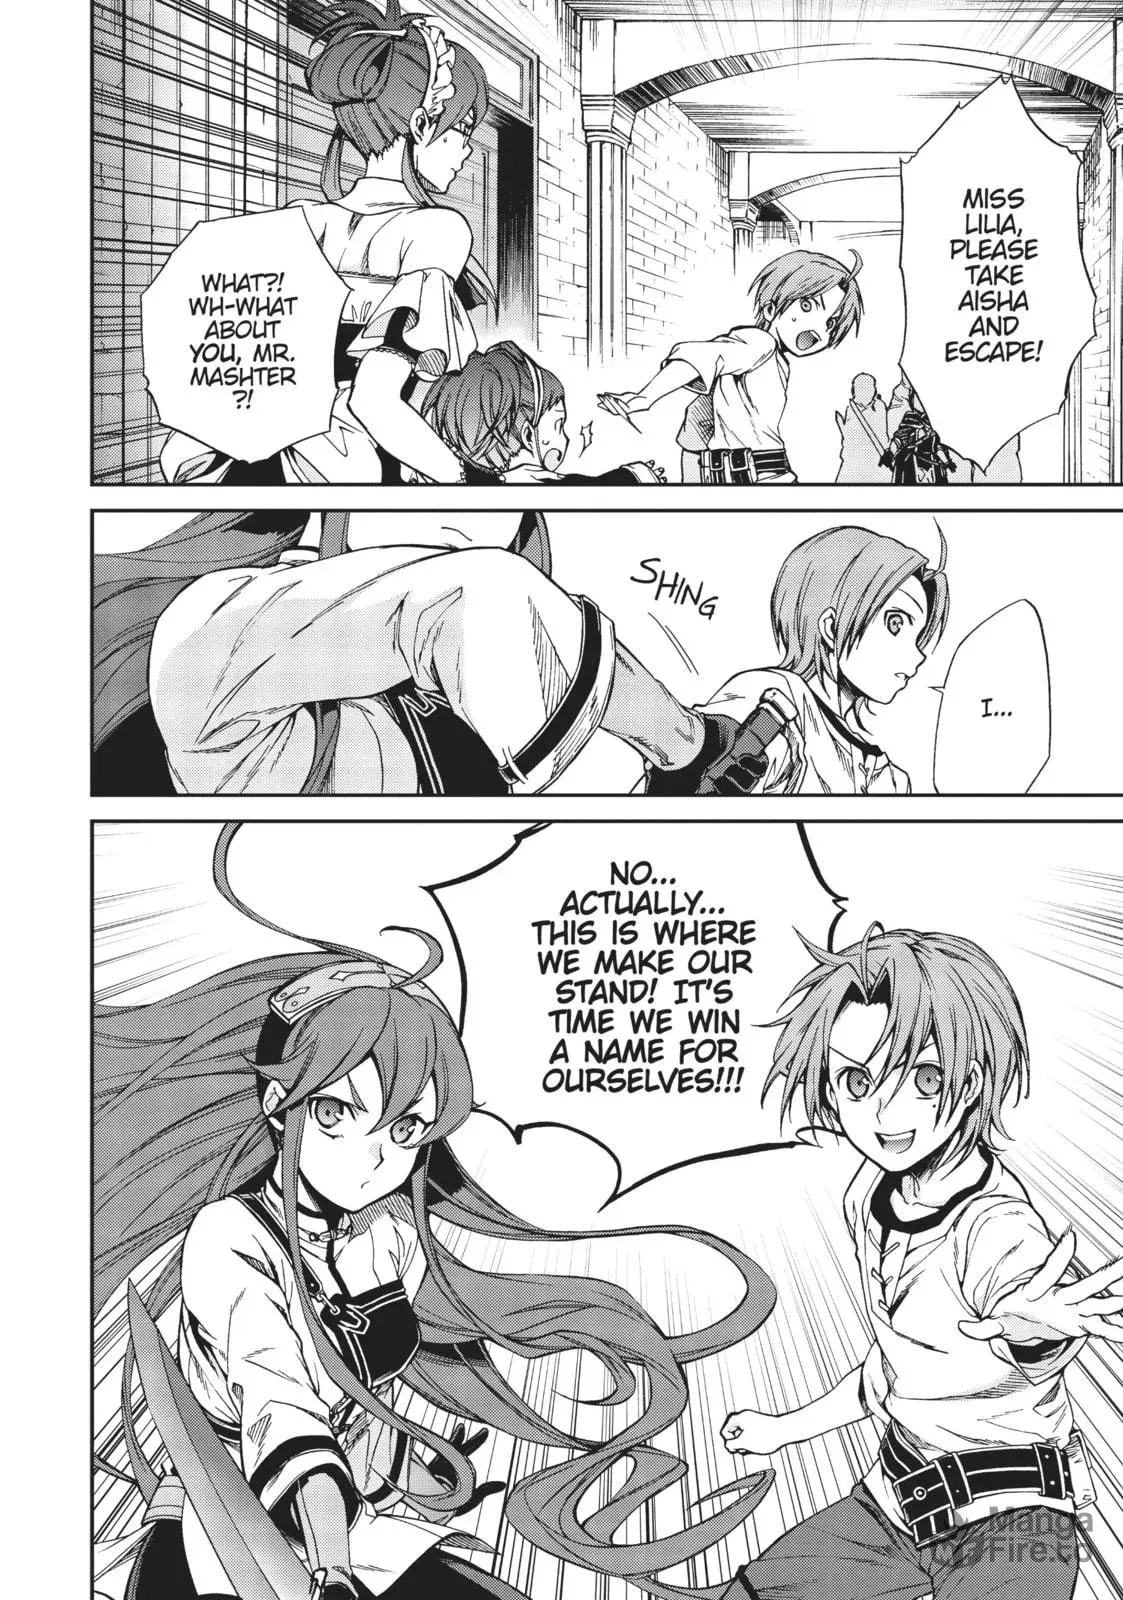 MISS
LILIA,
PLEASE
TAKE
AISHA
AND
ESCAPE!
WHAT?!
WH-WHAT
ABOUT
YOU, MR.
MASHTER
?!
SHING
I...
NO...
ACTUALLY...
THIS IS WHERE
WE MAKE OUR
STAND! IT'S
TIME WE WIN
A NAME FOR
OURSELVES!!!
Manga
Fire.co